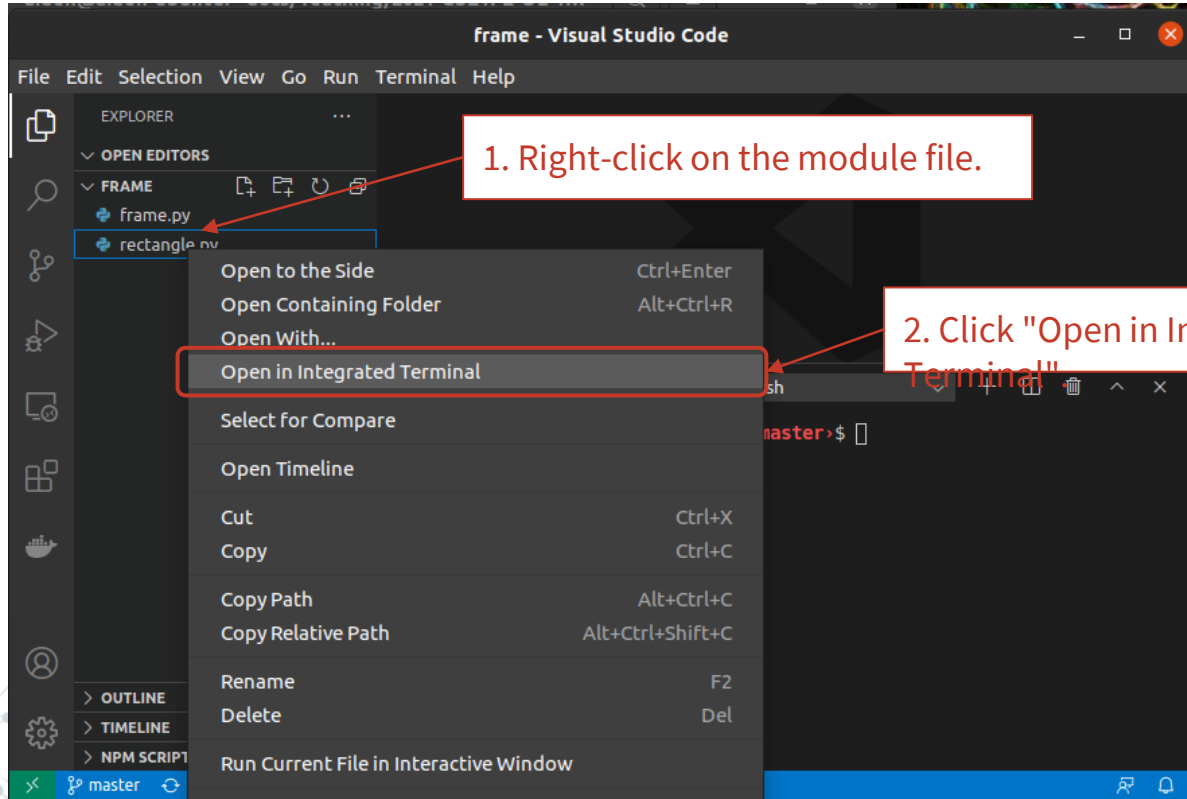 frame - Visual Studio Code
File Edit Selection View Go Run Terminal Help
EXPLORER
OPEN EDITORS
FRAME
frame.py
rectangle.py
1. Right-click on the module file.
Open to the Side Ctrl+Enter
Open Containing Folder Alt+Ctrl+R
Open With...
Open in Integrated Terminal
Select for Compare
Open Timeline
Cut Ctrl+X
Copy Ctrl+C
Copy Path Alt+Ctrl+C
Copy Relative Path Alt+Ctrl+Shift+C
Rename F2
Delete Del
Run Current File in Interactive Window
2. Click "Open in In
Terminal".
sh
master>$
OUTLINE
TIMELINE
NPM SCRIPT
master